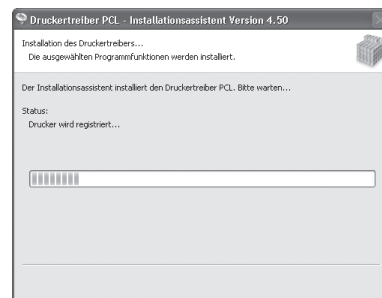 Druckertreiber PCL - Installationsassistent Version 4.50
Installation des Druckertreibers...
Die ausgewählten Programmfunktionen werden installiert.
Der Installationsassistent installiert den Druckertreiber PCL. Bitte warten...
Status:
Drucker wird registriert...